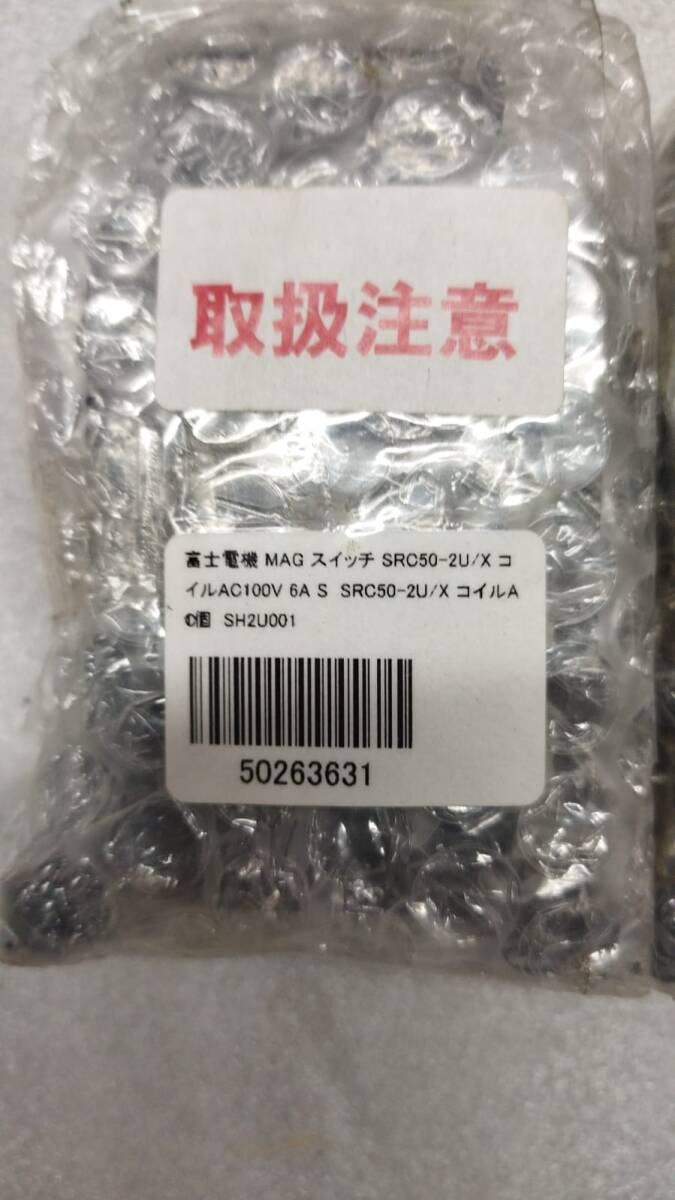 取扱注意
富士電機 MAG スイッチ SRC50-2U/X コ
イルAC100V 6A S SRC50-2U/X コイルA
個 SH2U001
50263631